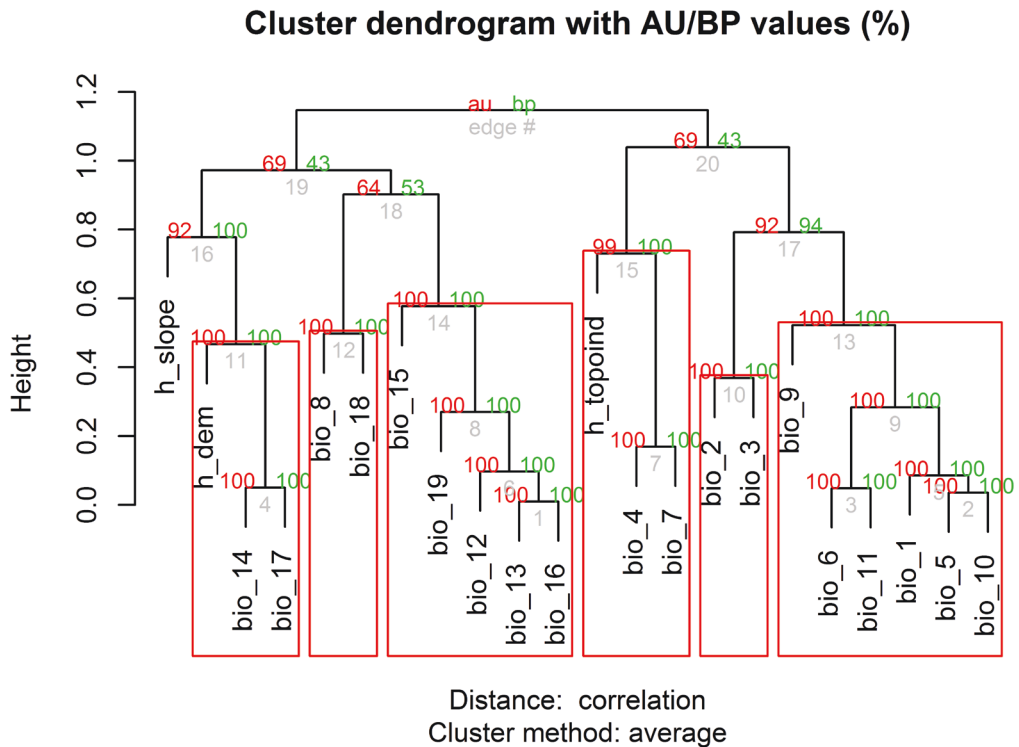 Cluster dendrogram with AU/BP values (%)
Height
1.2
1.0
0.8
0.6
0.4
0.2
0.0
au bp
edge #
69 43
20
69 43
19
64 53
18
92 94
17
92 100
16
99 100
15
100 100
14
100 100
13
100 100
12
100 100
11
100 100
10
100 100
9
100 100
8
100 100
7
100 100
6
100 100
5
100 100
4
100 100
3
100 100
2
100 100
1
h_slope
h_dem
bio_14
bio_17
bio_8
bio_18
bio_15
bio_19
bio_12
bio_13
bio_16
h_topoind
bio_4
bio_7
bio_2
bio_3
bio_9
bio_6
bio_11
bio_1
bio_5
bio_10
Distance: correlation
Cluster method: average